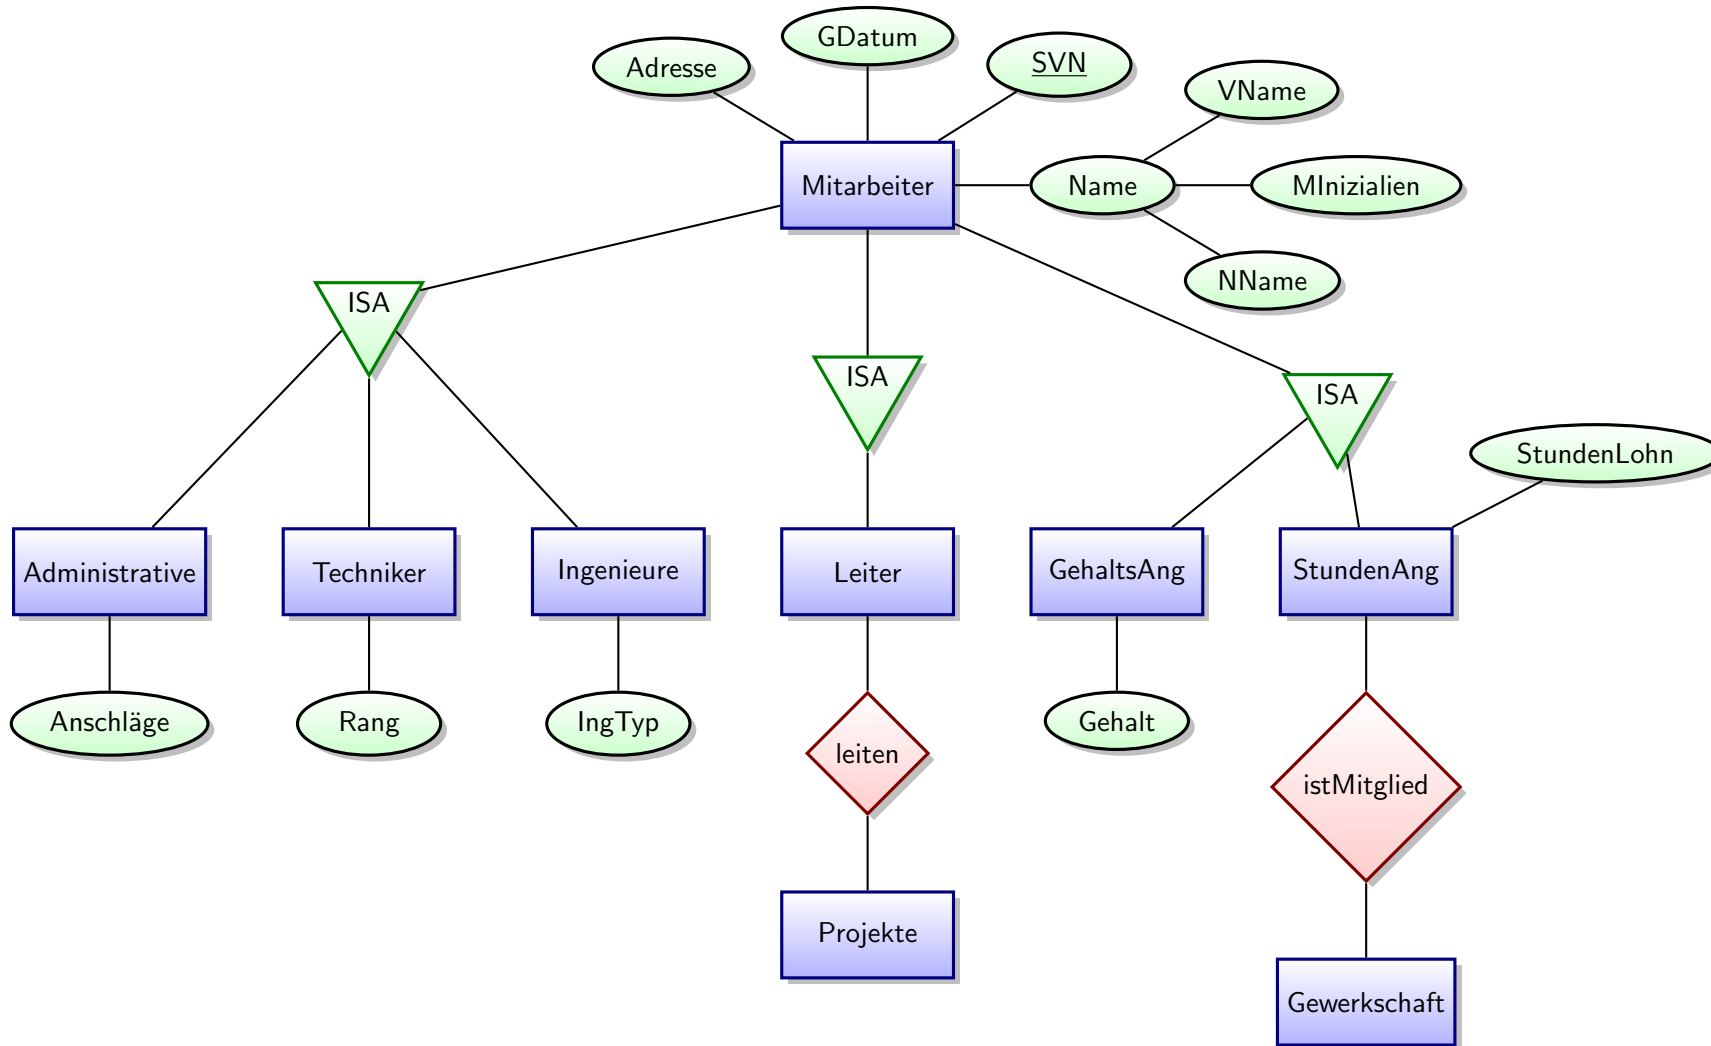 GDatum
Adresse
SVN
VName
Mitarbeiter
Name
MInizialien
NName
ISA
ISA
ISA
StundenLohn
Administrative
Techniker
Ingenieure
Leiter
GehaltsAng
StundenAng
Anschläge
Rang
IngTyp
leiten
Gehalt
istMitglied
Projekte
Gewerkschaft